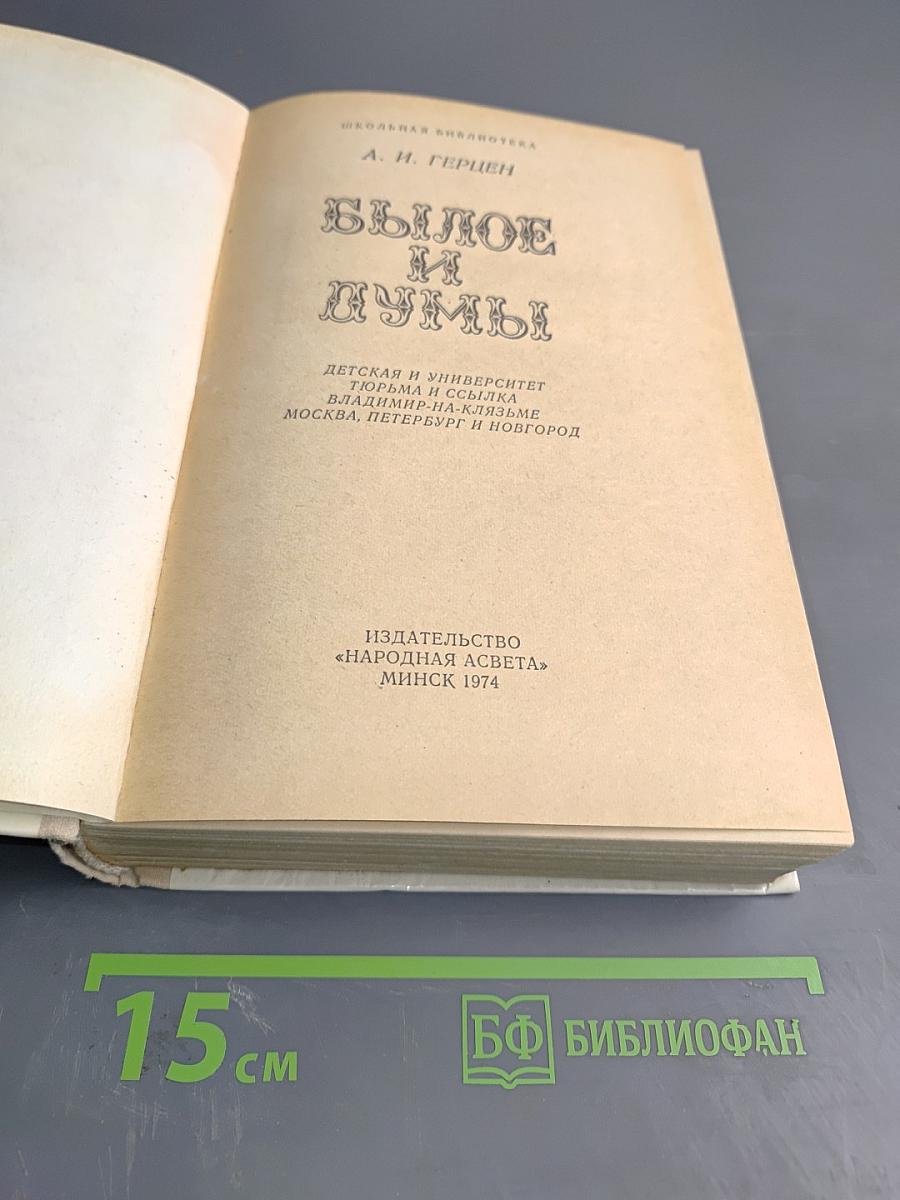 ШКОЛЬНАЯ БИБЛИОТЕКА
А. И. ГЕРЦЕН
БЫЛОЕ
И
ДУМЫ
ДЕТСКАЯ И УНИВЕРСИТЕТ
ТЮРЬМА И ССЫЛКА
ВЛАДИМИР-НА-КЛЯЗЬМЕ
МОСКВА, ПЕТЕРБУРГ И НОВГОРОД
ИЗДАТЕЛЬСТВО
«НАРОДНАЯ АСВЕТА»
МИНСК 1974
15 см
БФ БИБЛИОФАН